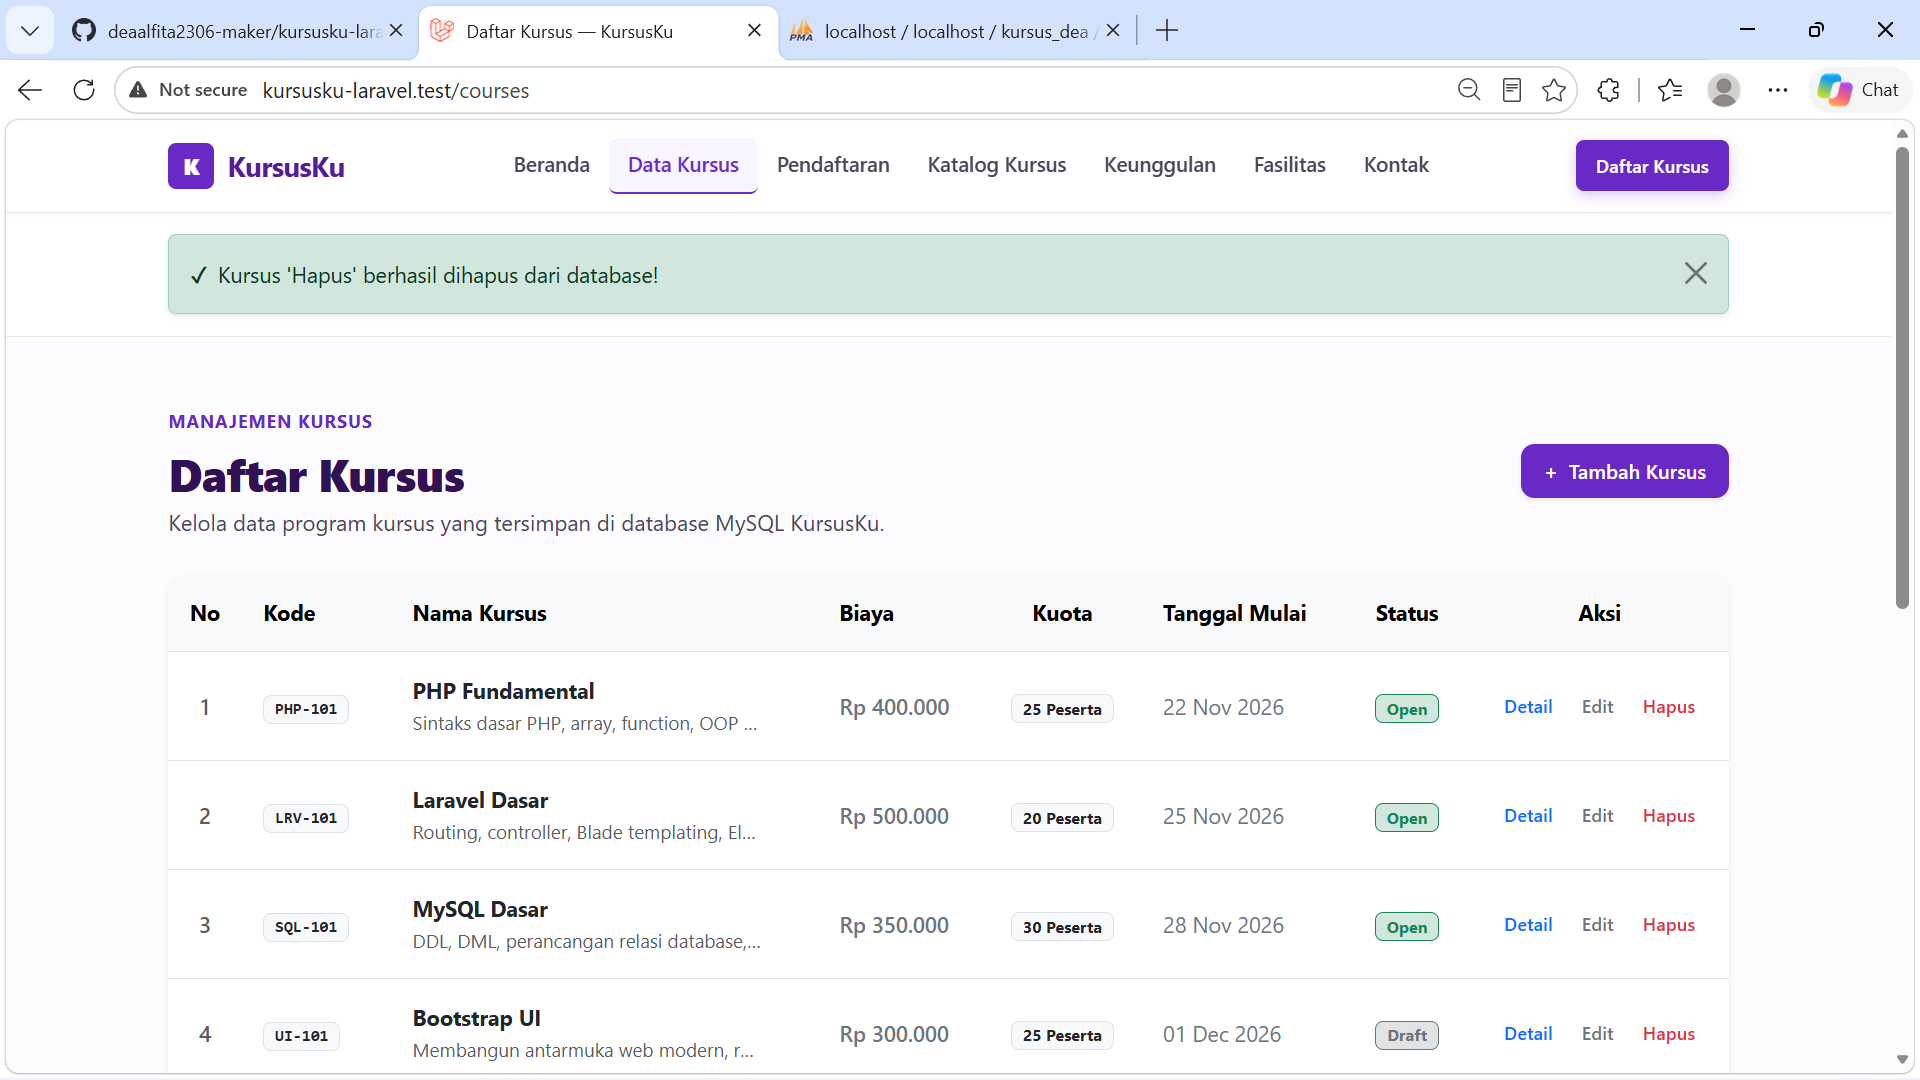 deaalfita2306-maker/kursusku-lara
Daftar Kursus — KursusKu
localhost / localhost / kursus_dea /
Not secure
kursusku-laravel.test/courses
Chat
K
KursusKu
Beranda
Data Kursus
Pendaftaran
Katalog Kursus
Keunggulan
Fasilitas
Kontak
Daftar Kursus
✓ Kursus 'Hapus' berhasil dihapus dari database!
MANAJEMEN KURSUS
Daftar Kursus
+ Tambah Kursus
Kelola data program kursus yang tersimpan di database MySQL KursusKu.
No Kode Nama Kursus Biaya Kuota Tanggal Mulai Status Aksi
1 PHP-101 PHP Fundamental Rp 400.000 25 Peserta 22 Nov 2026 Open Detail Edit Hapus
Sintaks dasar PHP, array, function, OOP ...
2 LRV-101 Laravel Dasar Rp 500.000 20 Peserta 25 Nov 2026 Open Detail Edit Hapus
Routing, controller, Blade templating, El...
3 SQL-101 MySQL Dasar Rp 350.000 30 Peserta 28 Nov 2026 Open Detail Edit Hapus
DDL, DML, perancangan relasi database,...
4 UI-101 Bootstrap UI Rp 300.000 25 Peserta 01 Dec 2026 Draft Detail Edit Hapus
Membangun antarmuka web modern, r...